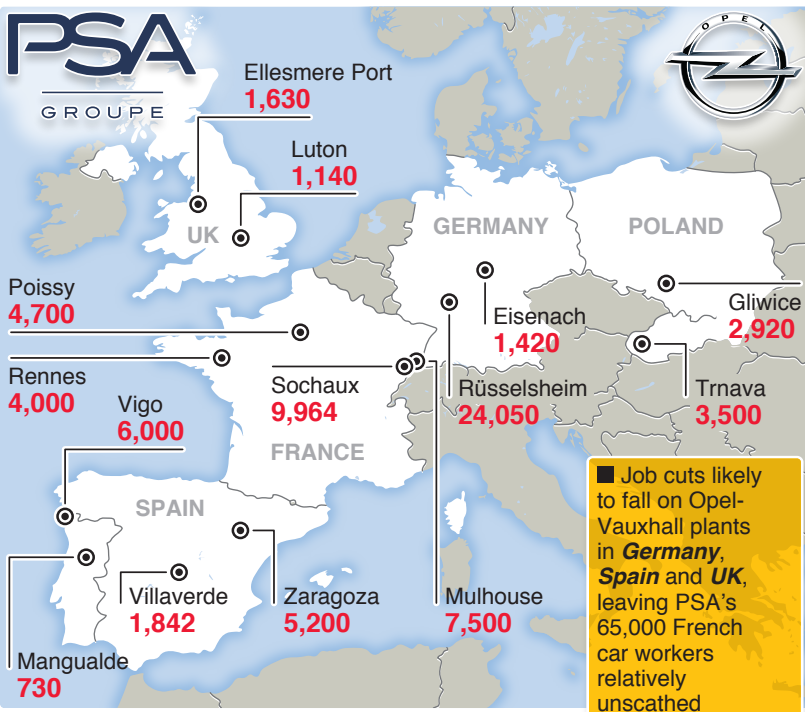 PSA
GROUPE
OPEL
Ellesmere Port
1,630
Luton
1,140
UK
GERMANY
POLAND
Poissy
4,700
Gliwice
2,920
Eisenach
1,420
Rennes
4,000
Sochaux
9,964
Rüsselsheim
24,050
Trnava
3,500
Vigo
6,000
FRANCE
SPAIN
Villaverde
1,842
Zaragoza
5,200
Mulhouse
7,500
Mangualde
730
■ Job cuts likely
to fall on Opel-
Vauxhall plants
in Germany,
Spain and UK,
leaving PSA's
65,000 French
car workers
relatively
unscathed